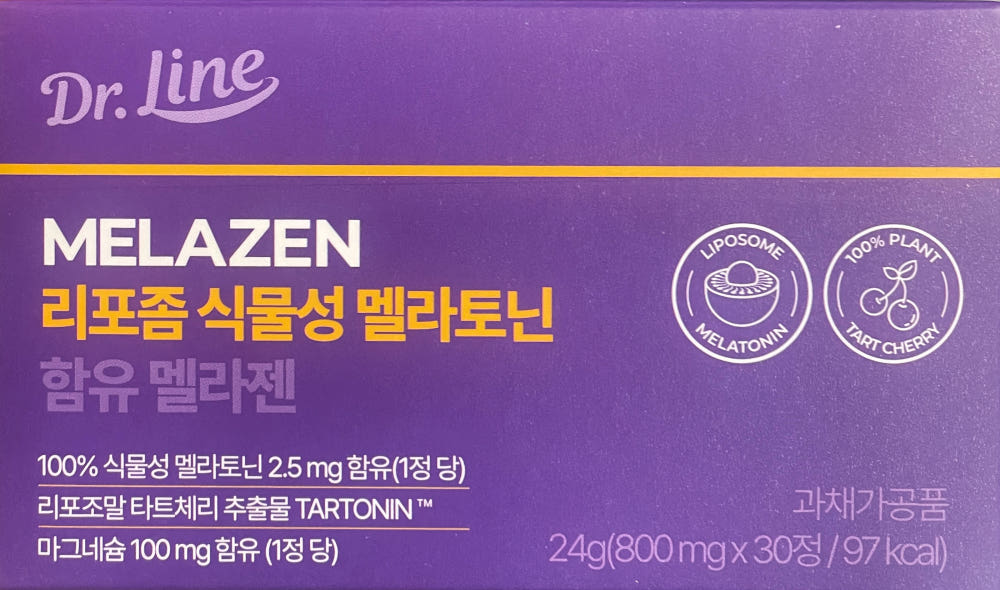 Dr. Line
MELAZEN
리포좀 식물성 멜라토닌
함유 멜라젠
LIPOSOME
MELATONIN
100% PLANT
TART CHERRY
100% 식물성 멜라토닌 2.5 mg 함유(1정 당)
리포조말 타트체리 추출물 TARTONIN™
마그네슘 100 mg 함유 (1정 당)
과채가공품
24g(800 mg x 30정 / 97 kcal)